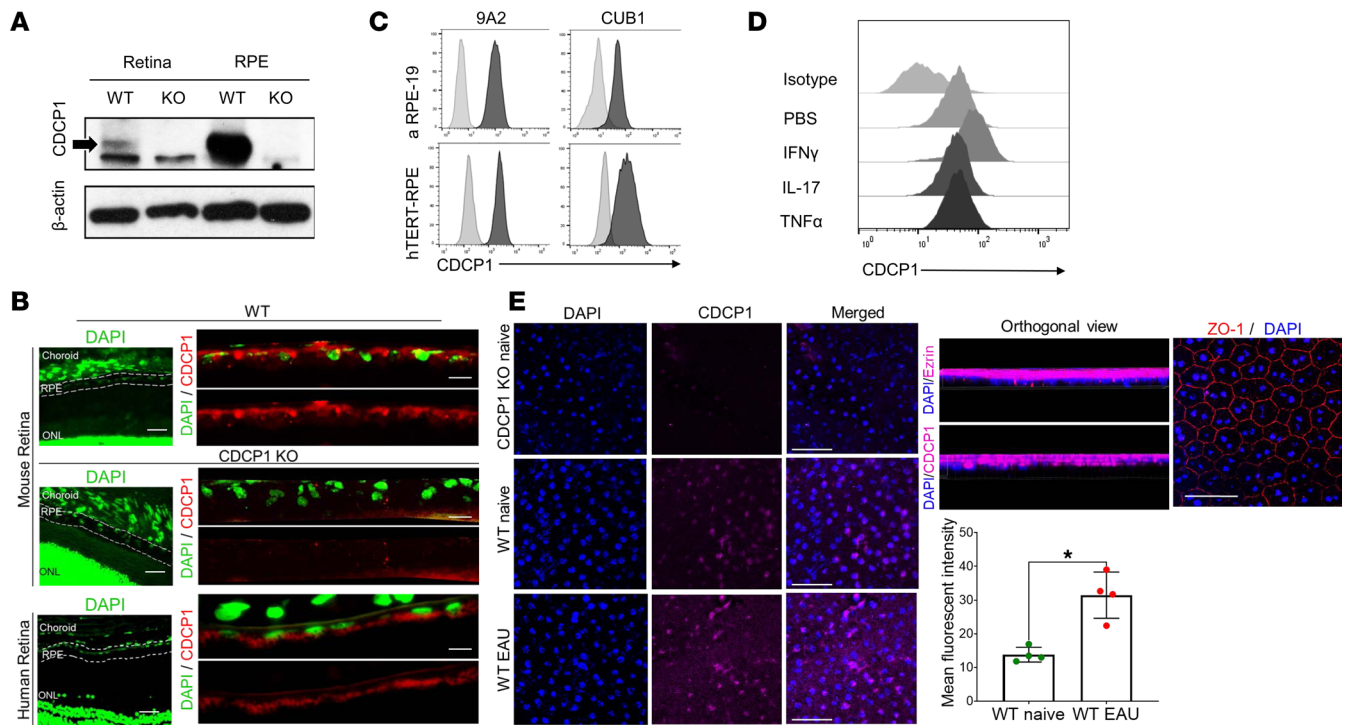 A
Retina RPE
WT KO WT KO
CDCP1
β-actin
B
WT
DAPI
Choroid
RPE
ONL
DAPI / CDCP1
CDCP1 KO
DAPI
Choroid
RPE
ONL
DAPI / CDCP1
Mouse Retina
DAPI
Choroid
RPE
ONL
DAPI / CDCP1
Human Retina
C
9A2 CUB1
a RPE-19
hTERT-RPE
CDCP1
D
Isotype
PBS
IFNγ
IL-17
TNFα
10⁰ 10¹ 10² 10³
CDCP1
E
DAPI CDCP1 Merged
CDCP1 KO naive
WT naive
WT EAU
Orthogonal view
DAPI/Ezrin
DAPI/CDCP1
ZO-1 / DAPI
Mean fluorescent intensity
50
40
30
20
10
0
*
WT naive WT EAU